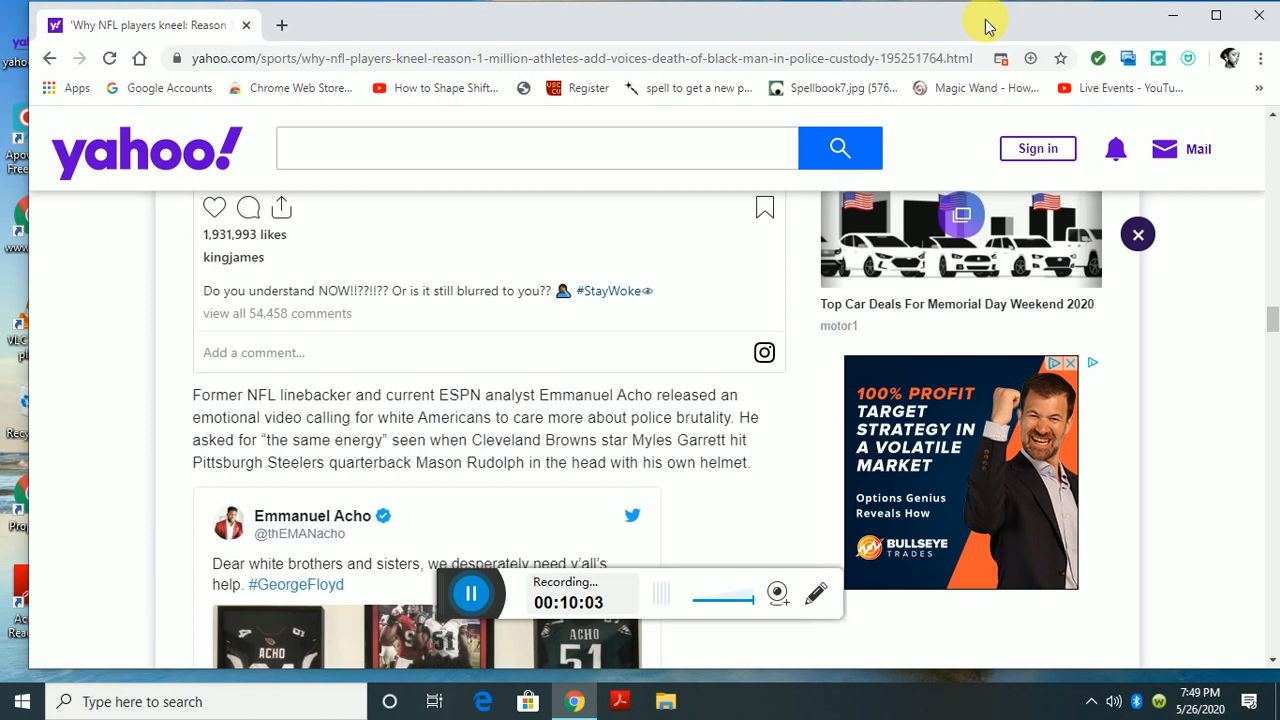 'Why NFL players kneel: Reason
yahoo.com/sports/why-nfl-players-kneel-reason-1-million-athletes-add-voices-death-of-black-man-in-police-custody-195251764.html
Apps Google Accounts Chrome Web Store... How to Shape Shift... Register spell to get a new p... Spellbook7.jpg (576... Magic Wand - How... Live Events - YouTu... »
yahoo!
Sign in Mail
1,931,993 likes
kingjames
Do you understand NOW!!??!!?? Or is it still blurred to you?? 🤦🏾‍♂️ #StayWoke👁
view all 54,458 comments
Add a comment...
Top Car Deals For Memorial Day Weekend 2020
motor1
Former NFL linebacker and current ESPN analyst Emmanuel Acho released an
emotional video calling for white Americans to care more about police brutality. He
asked for “the same energy” seen when Cleveland Browns star Myles Garrett hit
Pittsburgh Steelers quarterback Mason Rudolph in the head with his own helmet.
100% PROFIT
TARGET
STRATEGY IN
A VOLATILE
MARKET
Options Genius
Reveals How
BULLSEYE
TRADES
Emmanuel Acho
@thEMANacho
Dear white brothers and sisters, we desperately need y'all's
help. #GeorgeFloyd
ACHO
ACHO
51
Recording...
00:10:03
Type here to search
7:49 PM
5/26/2020